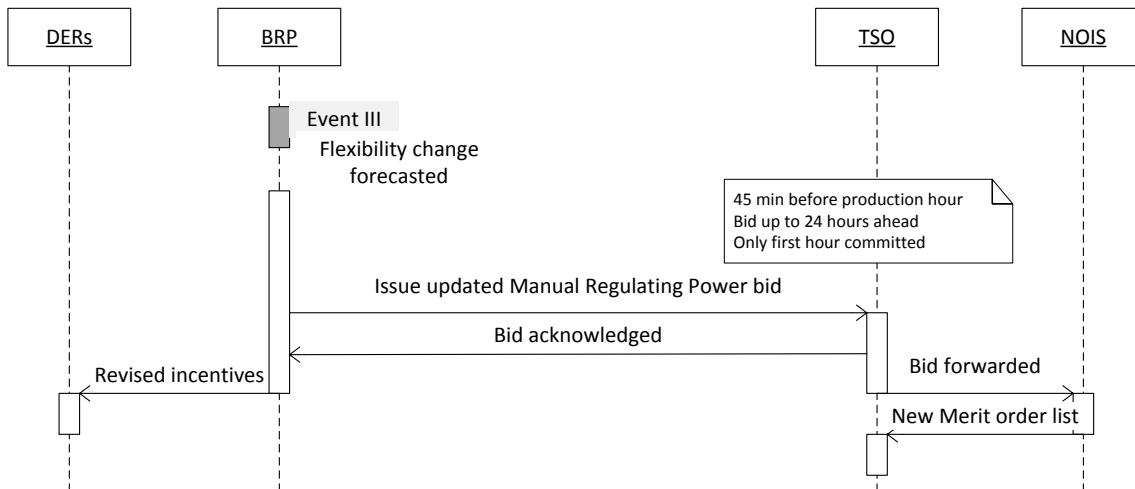 DERs
BRP
TSO
NOIS
Event III
Flexibility change
forecasted
45 min before production hour
Bid up to 24 hours ahead
Only first hour committed
Issue updated Manual Regulating Power bid
Bid acknowledged
Revised incentives
Bid forwarded
New Merit order list